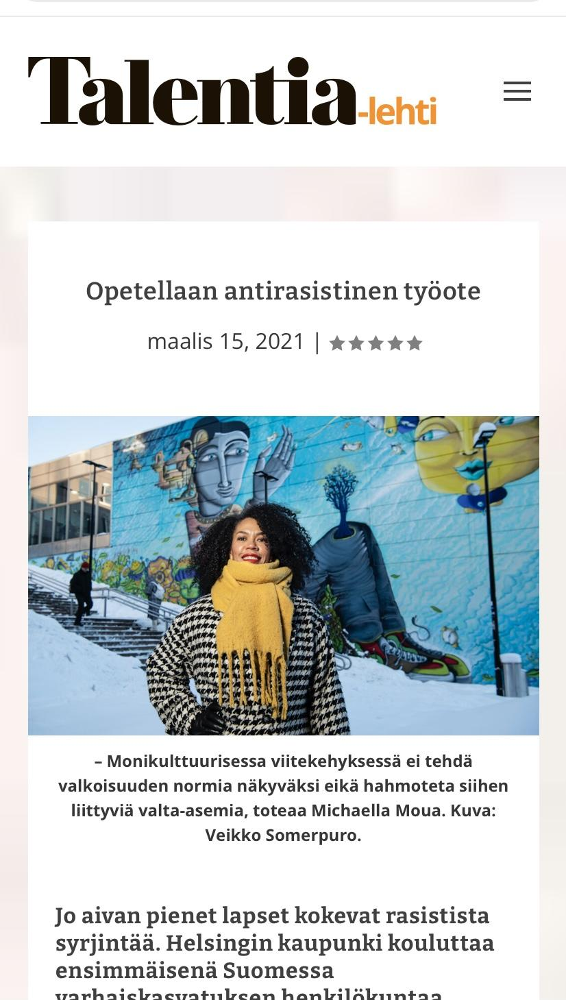 Talentia-lehti
Opetellaan antirasistinen työote
maalis 15, 2021 | ★★★★★
– Monikulttuurisessa viitekehyksessä ei tehdä
valkoisuuden normia näkyväksi eikä hahmoteta siihen
liittyviä valta-asemia, toteaa Michaella Moua. Kuva:
Veikko Somerpuro.
Jo aivan pienet lapset kokevat rasistista
syrjintää. Helsingin kaupunki kouluttaa
ensimmäisenä Suomessa
varhaiskasvatuksen henkilökuntaa